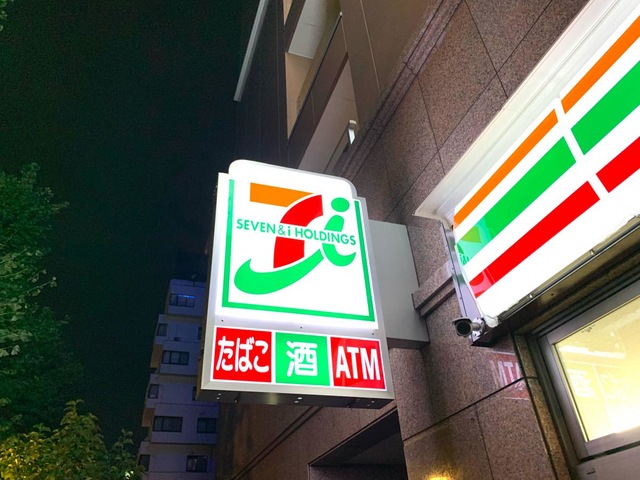 SEVEN & i HOLDINGS
たばこ 酒 ATM